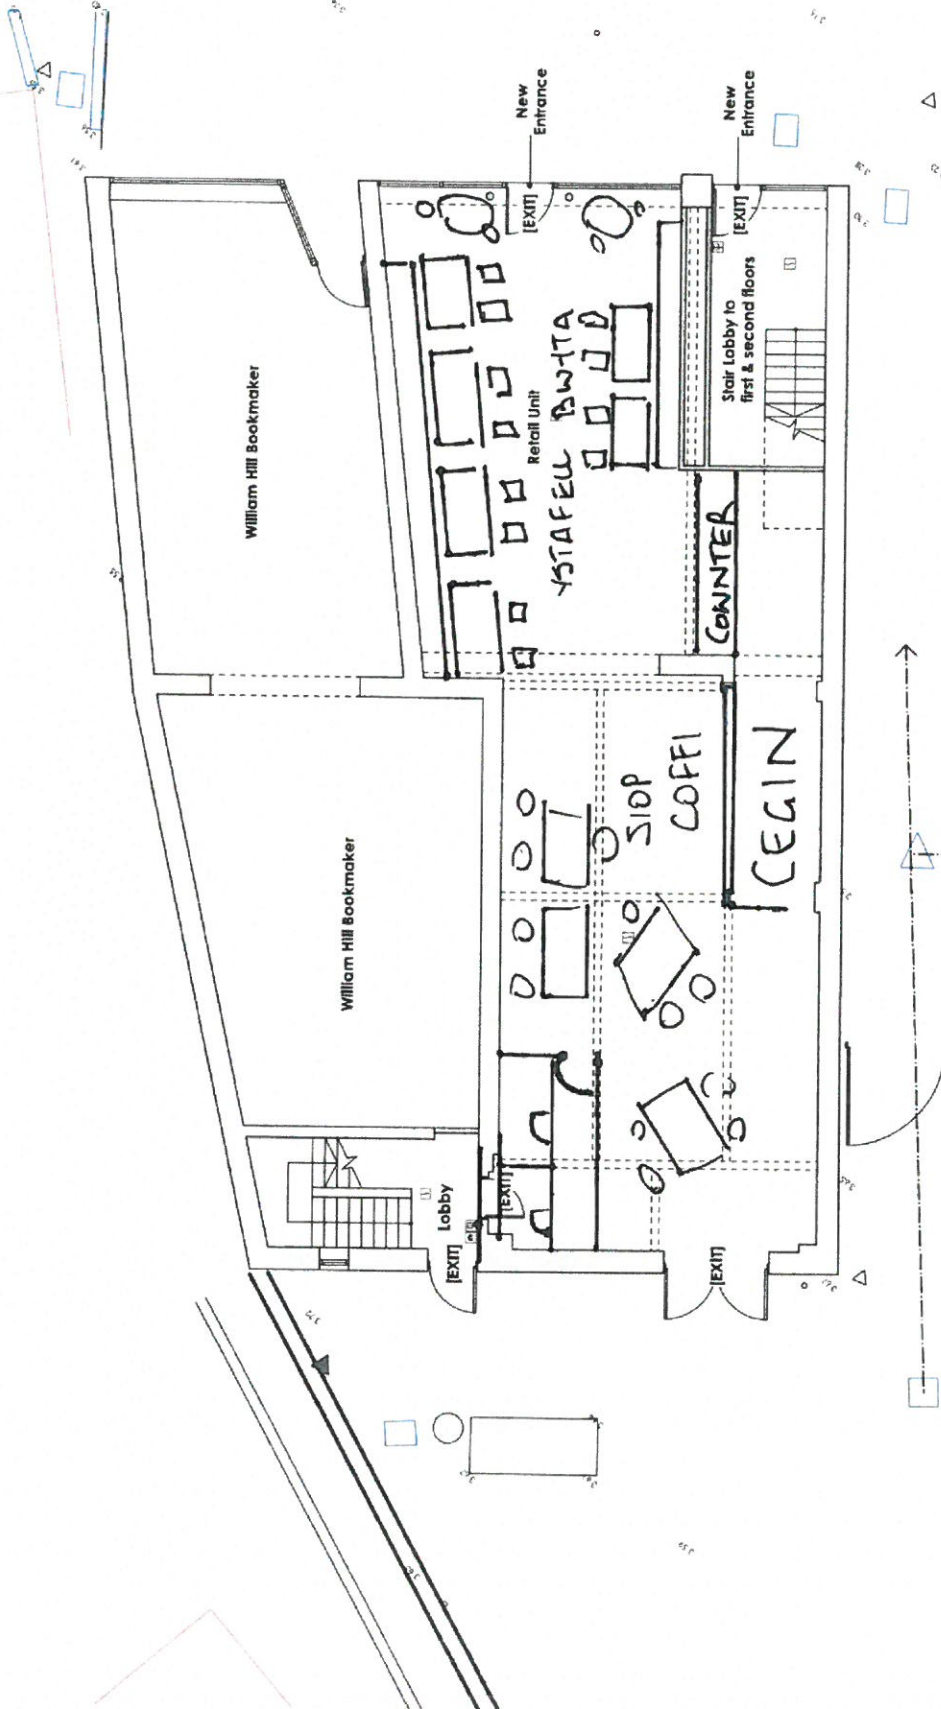 New
Entrance
New
Entrance
[EXIT]
[EXIT]
William Hill Bookmaker
Retail Unit
YSTAFELL BWYTA
Stair Lobby to
first & second floors
COWNTER
William Hill Bookmaker
SIOP
COFFI
CEGIN
Lobby
[EXIT]
[EXIT]
[EXIT]